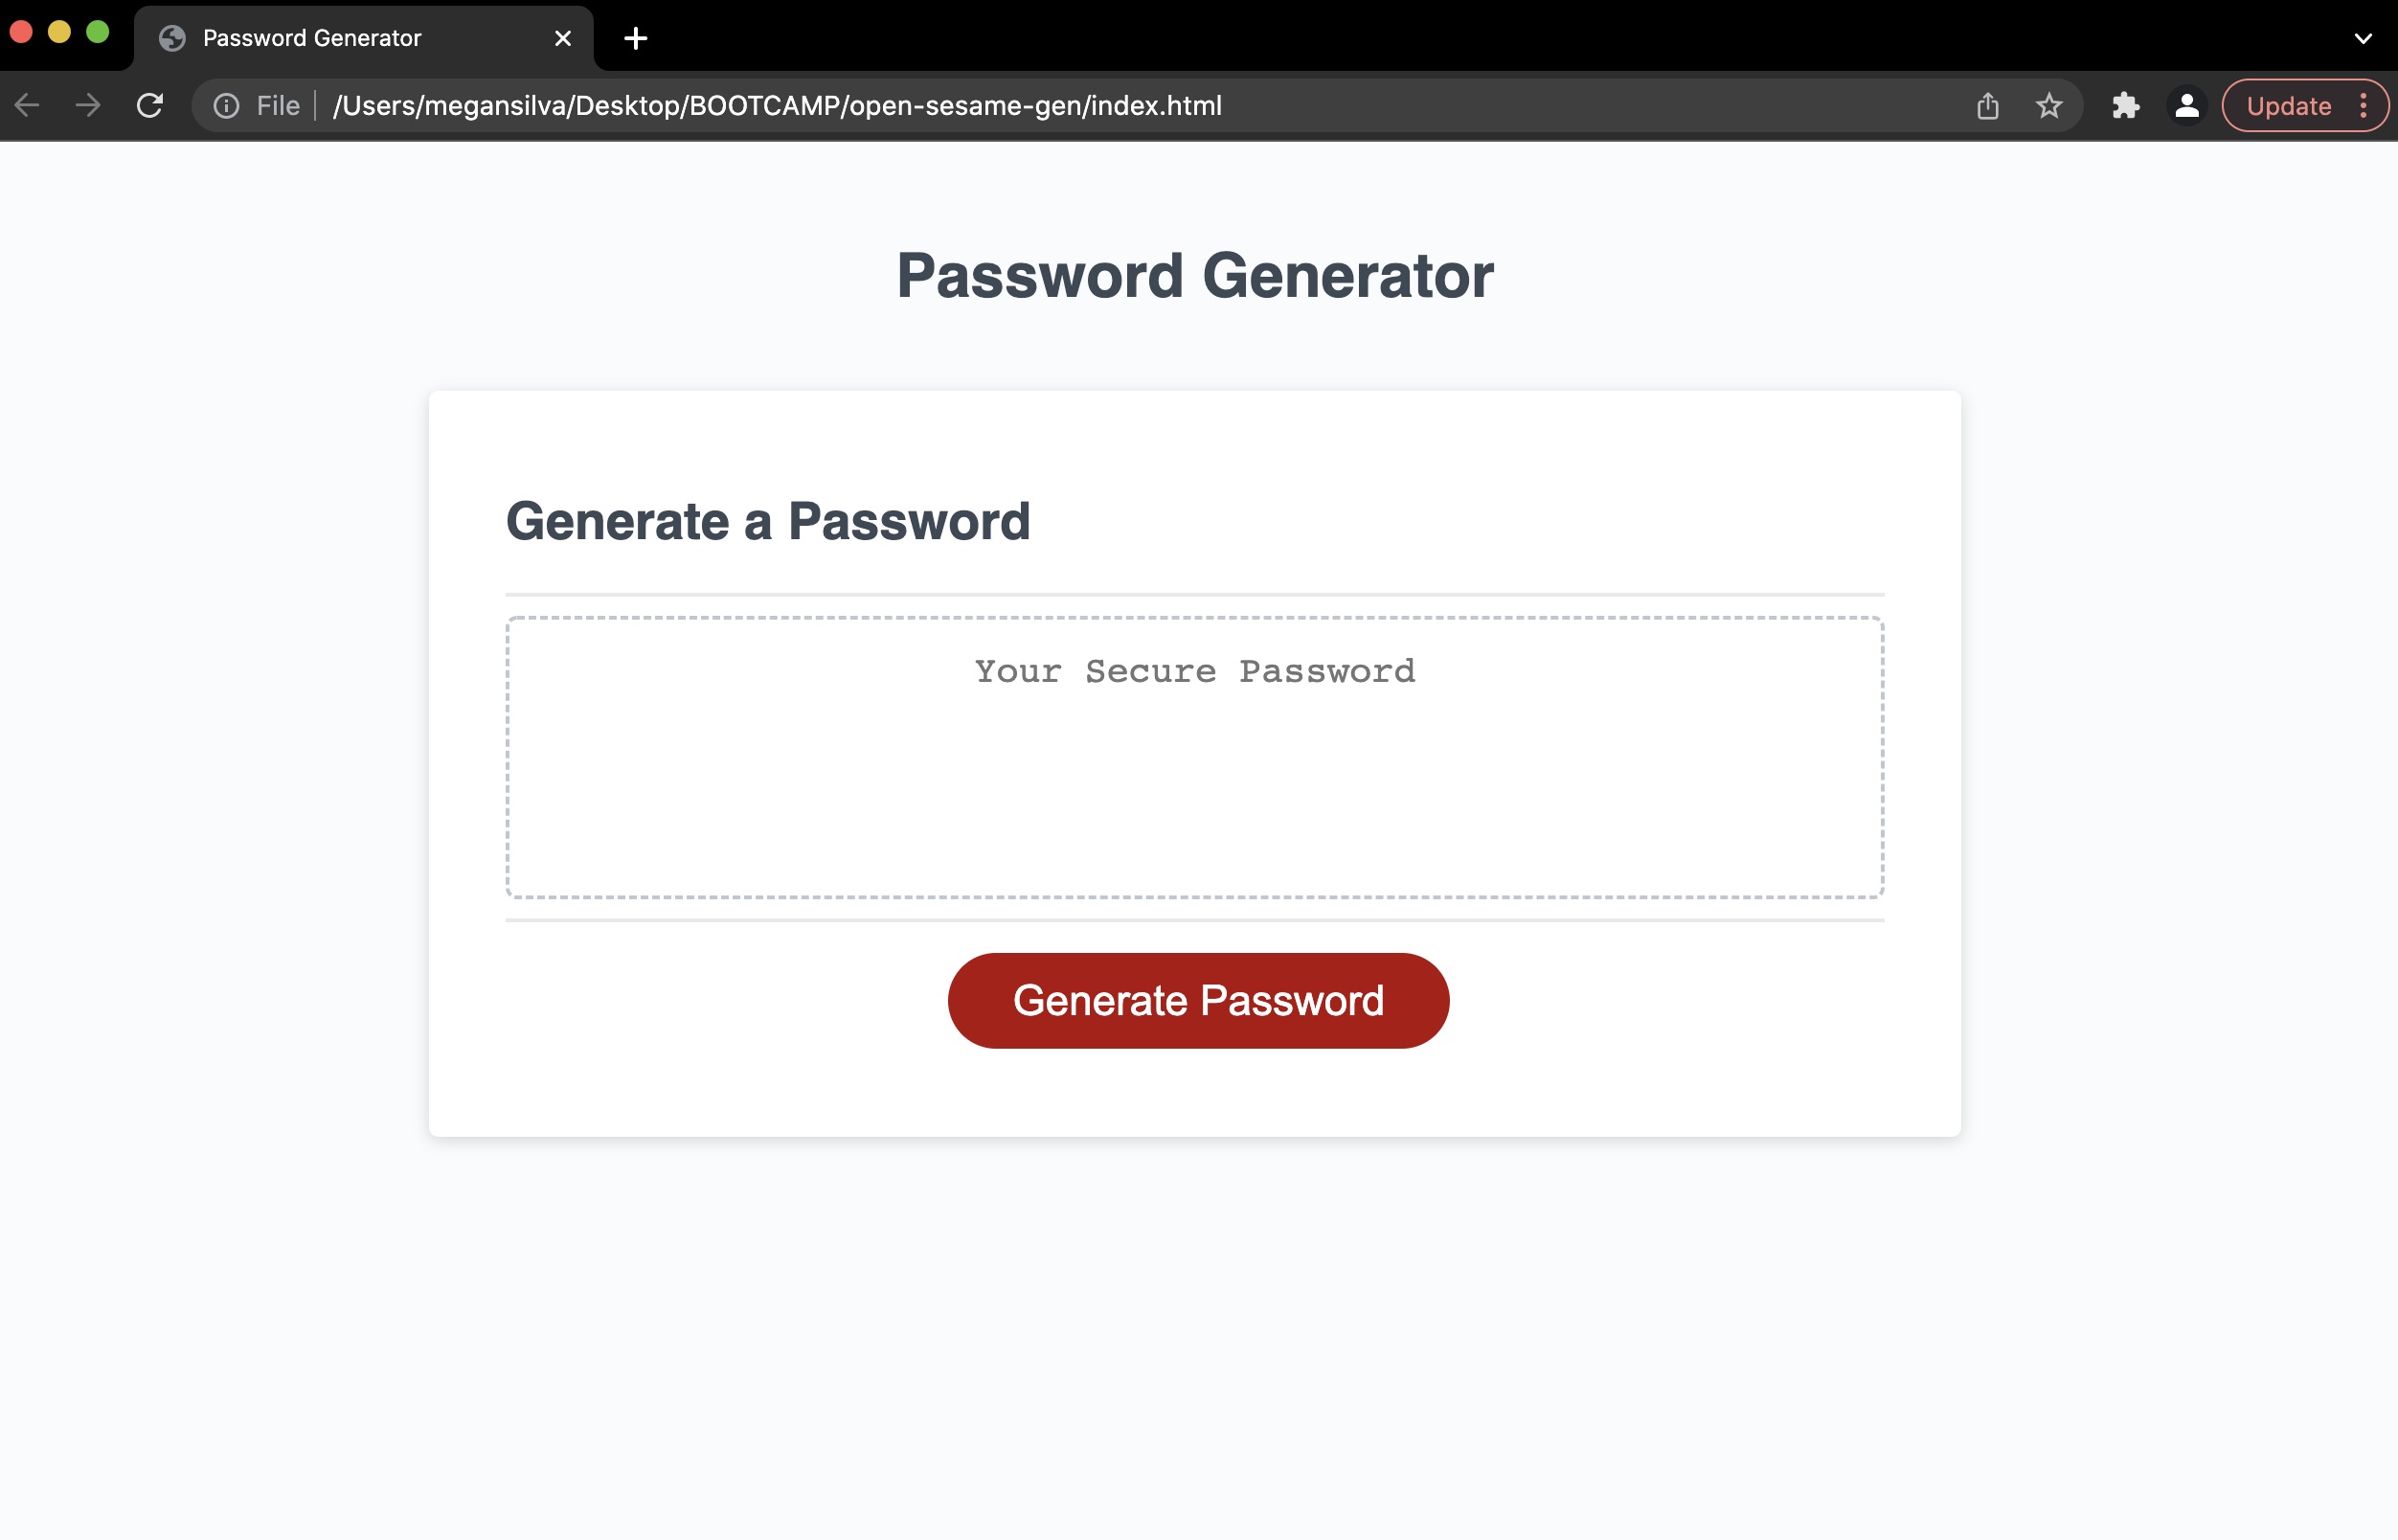 Password Generator
File /Users/megansilva/Desktop/BOOTCAMP/open-sesame-gen/index.html Update
Password Generator
Generate a Password
Your Secure Password
Generate Password